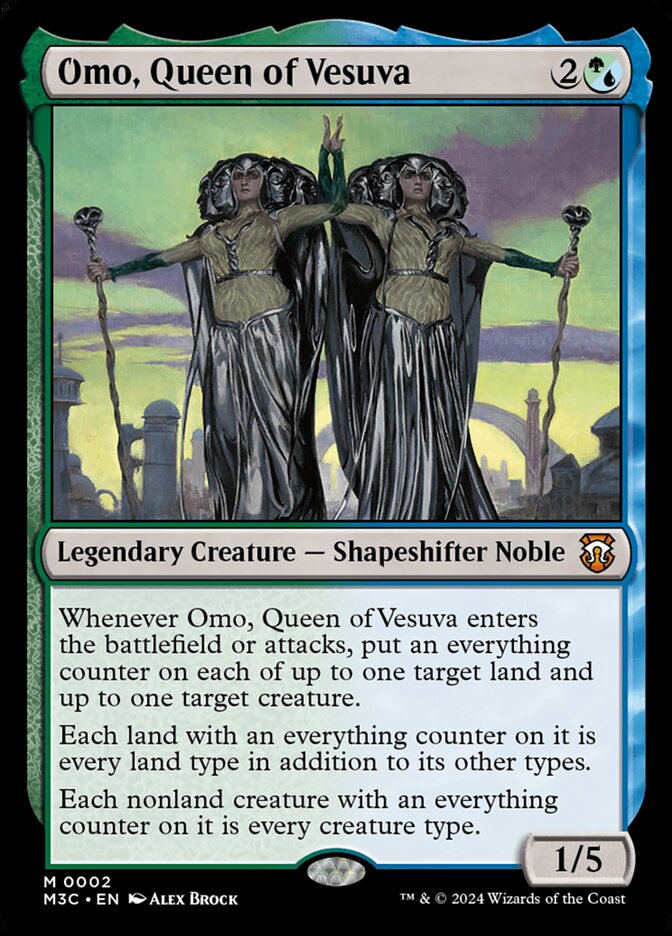 Omo, Queen of Vesuva
2
Legendary Creature — Shapeshifter Noble
Whenever Omo, Queen of Vesuva enters
the battlefield or attacks, put an everything
counter on each of up to one target land and
up to one target creature.
Each land with an everything counter on it is
every land type in addition to its other types.
Each nonland creature with an everything
counter on it is every creature type.
1/5
M 0002
M3C • EN Alex Brock
™ & © 2024 Wizards of the Coast